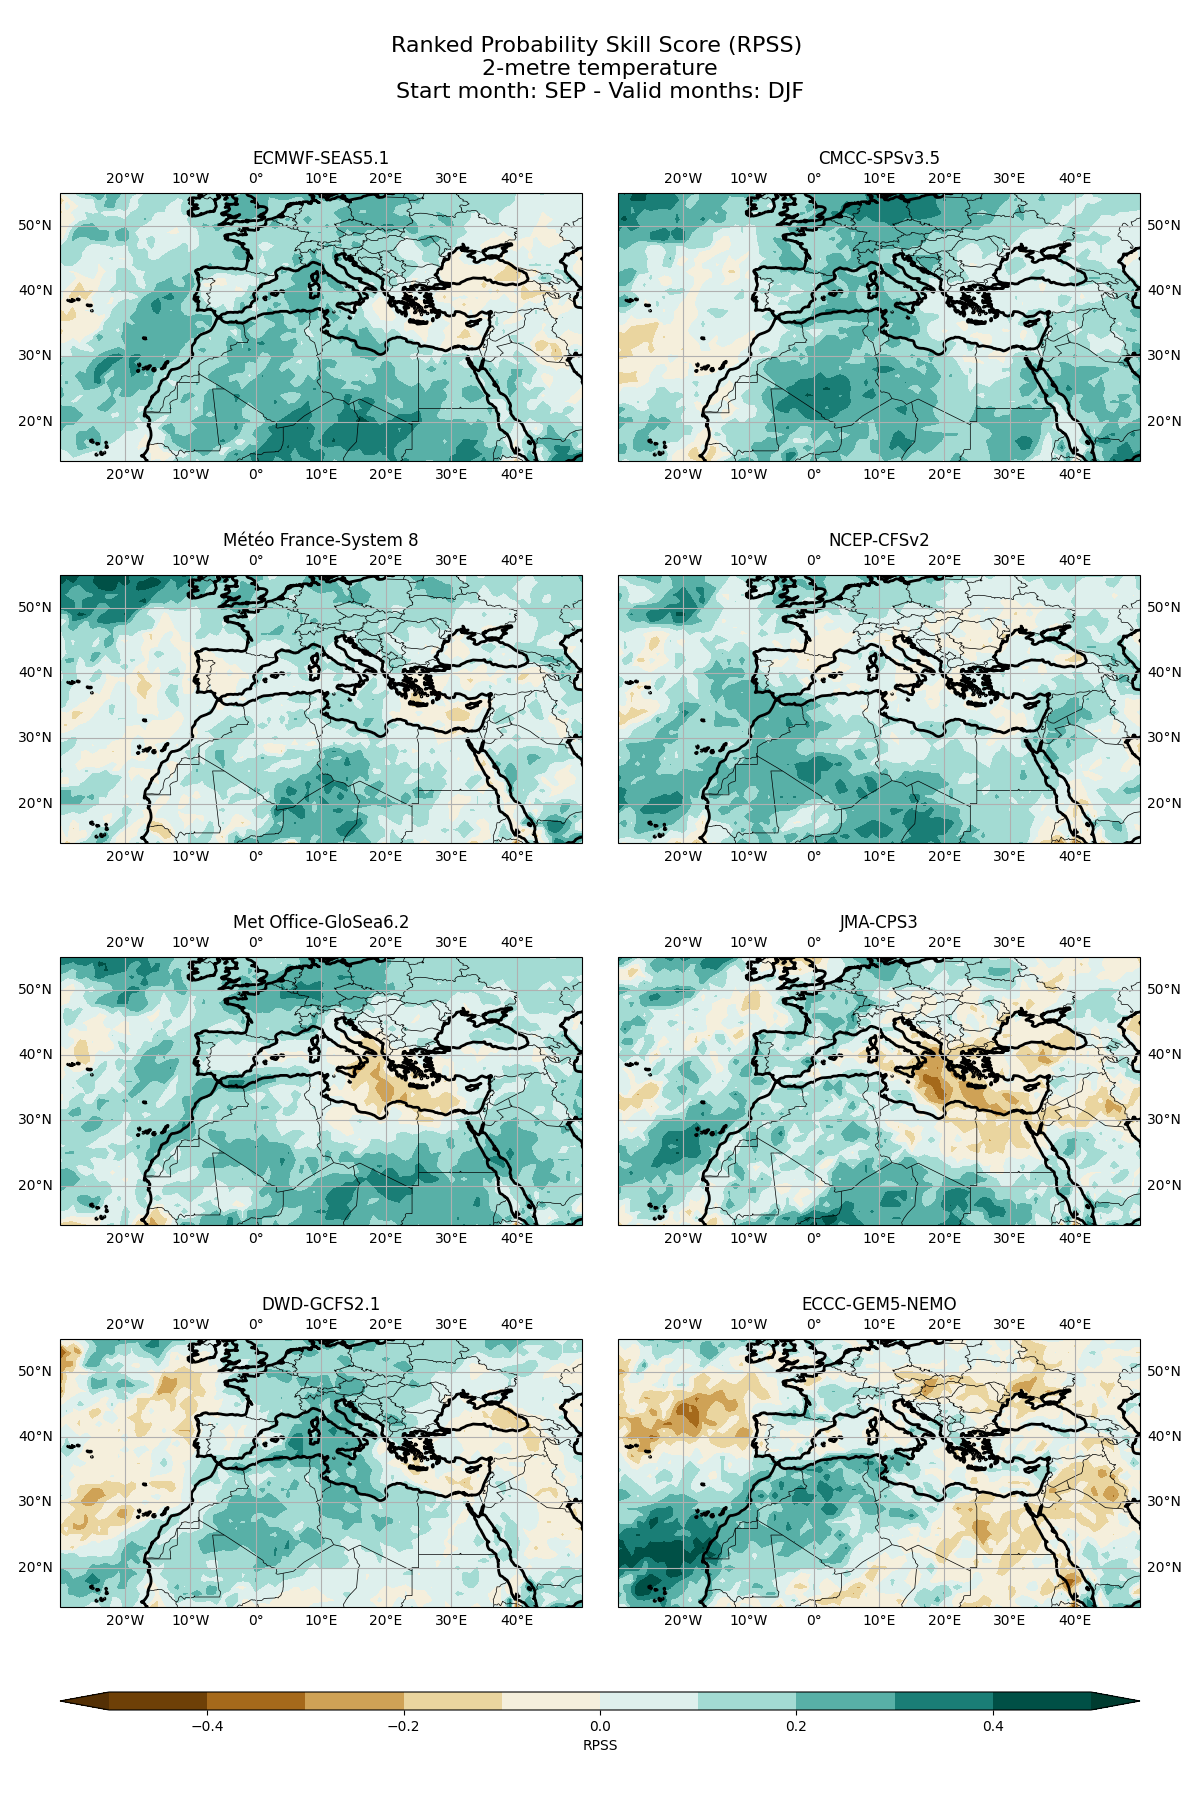 Ranked Probability Skill Score (RPSS)
2-metre temperature
Start month: SEP - Valid months: DJF
ECMWF-SEAS5.1
20°W 10°W 0° 10°E 20°E 30°E 40°E
50°N
40°N
30°N
20°N
20°W 10°W 0° 10°E 20°E 30°E 40°E
CMCC-SPSv3.5
20°W 10°W 0° 10°E 20°E 30°E 40°E
50°N
40°N
30°N
20°N
20°W 10°W 0° 10°E 20°E 30°E 40°E
Météo France-System 8
20°W 10°W 0° 10°E 20°E 30°E 40°E
50°N
40°N
30°N
20°N
20°W 10°W 0° 10°E 20°E 30°E 40°E
NCEP-CFSv2
20°W 10°W 0° 10°E 20°E 30°E 40°E
50°N
40°N
30°N
20°N
20°W 10°W 0° 10°E 20°E 30°E 40°E
Met Office-GloSea6.2
20°W 10°W 0° 10°E 20°E 30°E 40°E
50°N
40°N
30°N
20°N
20°W 10°W 0° 10°E 20°E 30°E 40°E
JMA-CPS3
20°W 10°W 0° 10°E 20°E 30°E 40°E
50°N
40°N
30°N
20°N
20°W 10°W 0° 10°E 20°E 30°E 40°E
DWD-GCFS2.1
20°W 10°W 0° 10°E 20°E 30°E 40°E
50°N
40°N
30°N
20°N
20°W 10°W 0° 10°E 20°E 30°E 40°E
ECCC-GEM5-NEMO
20°W 10°W 0° 10°E 20°E 30°E 40°E
50°N
40°N
30°N
20°N
20°W 10°W 0° 10°E 20°E 30°E 40°E
−0.4 −0.2 0.0 0.2 0.4
RPSS